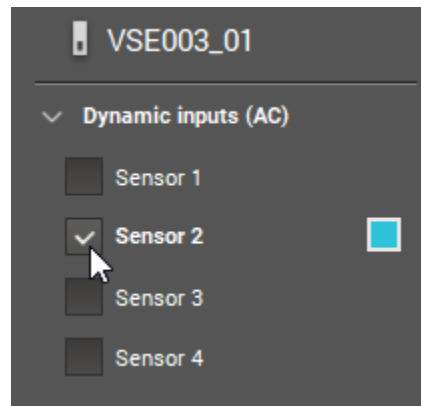 VSE003_01
Dynamic inputs (AC)
Sensor 1
Sensor 2
Sensor 3
Sensor 4